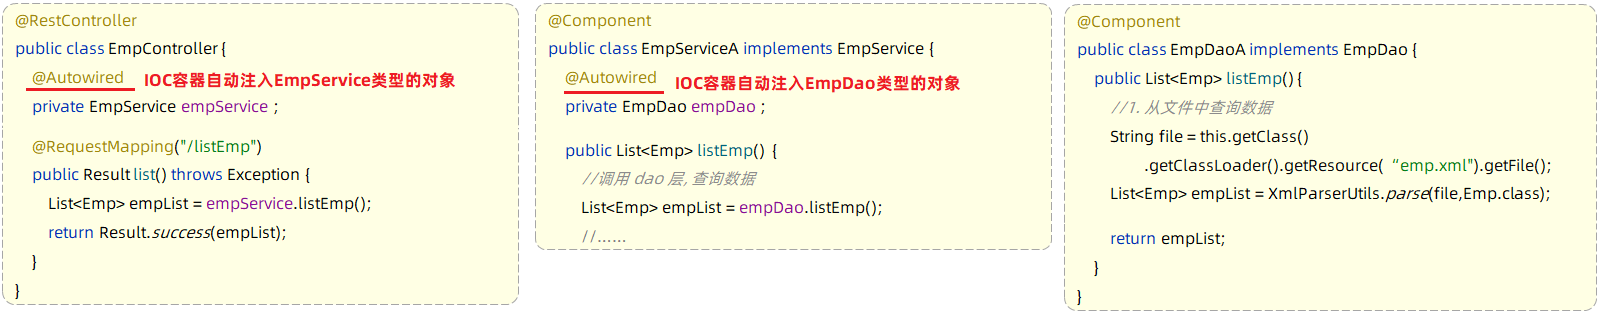 @RestController
public class EmpController {
@Autowired IOC容器自动注入EmpService类型的对象
private EmpService empService ;
@RequestMapping("/listEmp")
public Result list() throws Exception {
List<Emp> empList = empService.listEmp();
return Result.success(empList);
}
}
@Component
public class EmpServiceA implements EmpService {
@Autowired IOC容器自动注入EmpDao类型的对象
private EmpDao empDao ;
public List<Emp> listEmp() {
//调用 dao 层, 查询数据
List<Emp> empList = empDao.listEmp();
//……
@Component
public class EmpDaoA implements EmpDao {
public List<Emp> listEmp() {
//1. 从文件中查询数据
String file = this.getClass()
.getClassLoader().getResource( “emp.xml").getFile();
List<Emp> empList = XmlParserUtils.parse(file,Emp.class);
return empList;
}
}